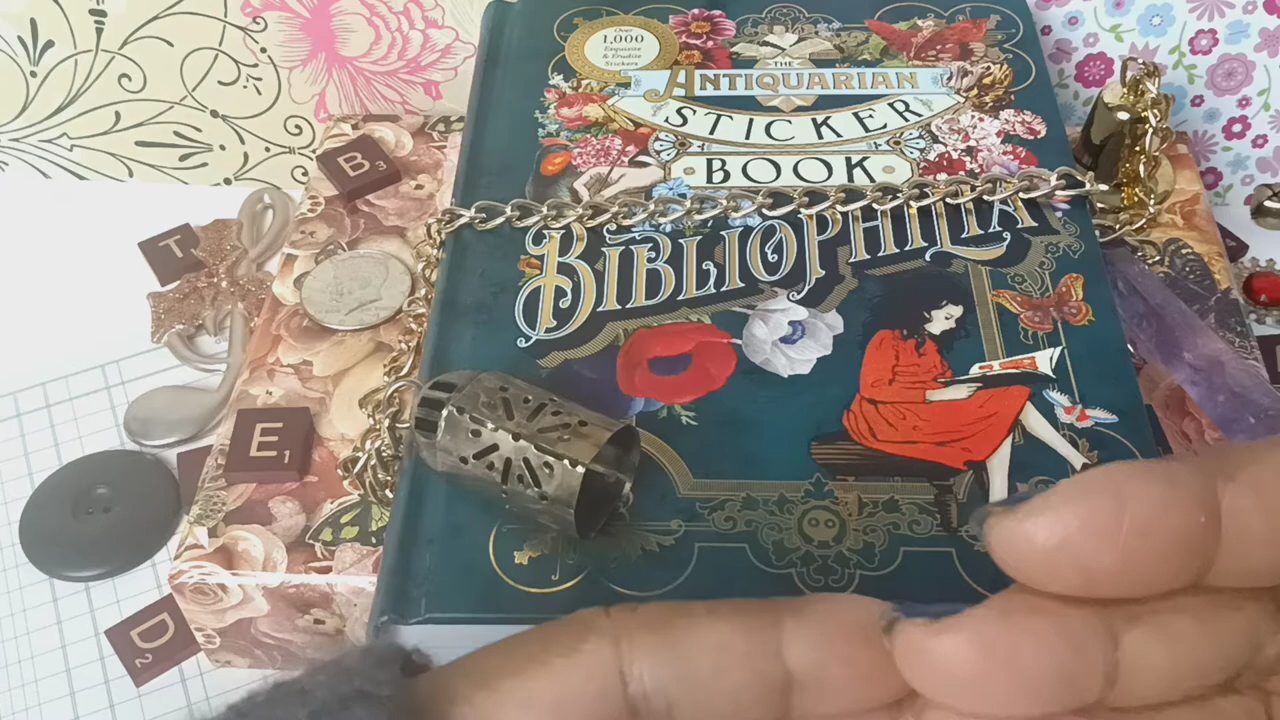 Over
1,000
Exquisite
& Erudite
Stickers
THE
ANTIQUARIAN
STICKER
BOOK
BIBLIOPHILIA
B3
T
E1
D2